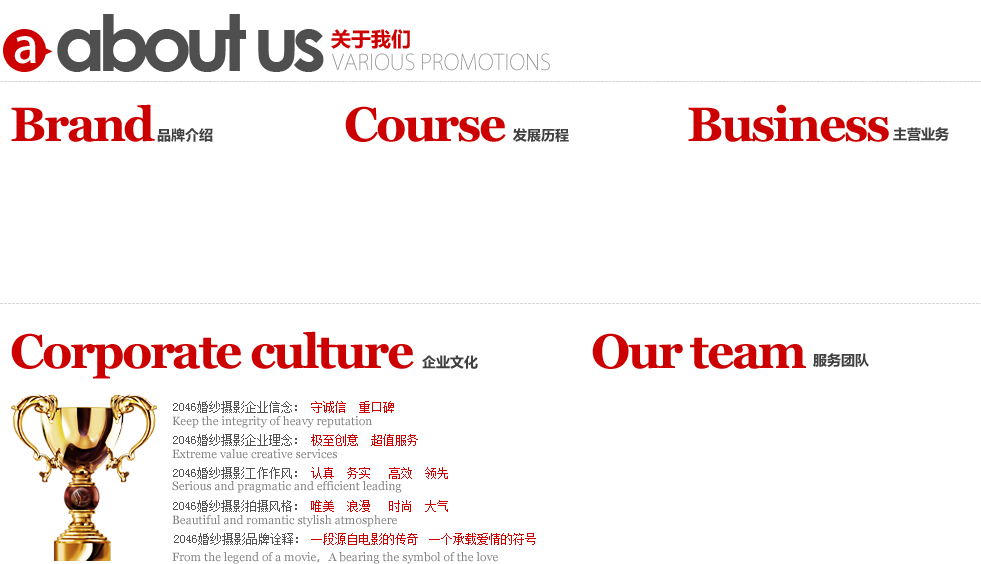 a about us 关于我们
VARIOUS PROMOTIONS
Brand 品牌介绍
Course 发展历程
Business 主营业务
Corporate culture 企业文化
Our team 服务团队
2046婚纱摄影企业信念： 守诚信 重口碑
Keep the integrity of heavy reputation
2046婚纱摄影企业理念： 极至创意 超值服务
Extreme value creative services
2046婚纱摄影工作作风： 认真 务实 高效 领先
Serious and pragmatic and efficient leading
2046婚纱摄影拍摄风格： 唯美 浪漫 时尚 大气
Beautiful and romantic stylish atmosphere
2046婚纱摄影品牌诠释： 一段源自电影的传奇 一个承载爱情的符号
From the legend of a movie，A bearing the symbol of the love